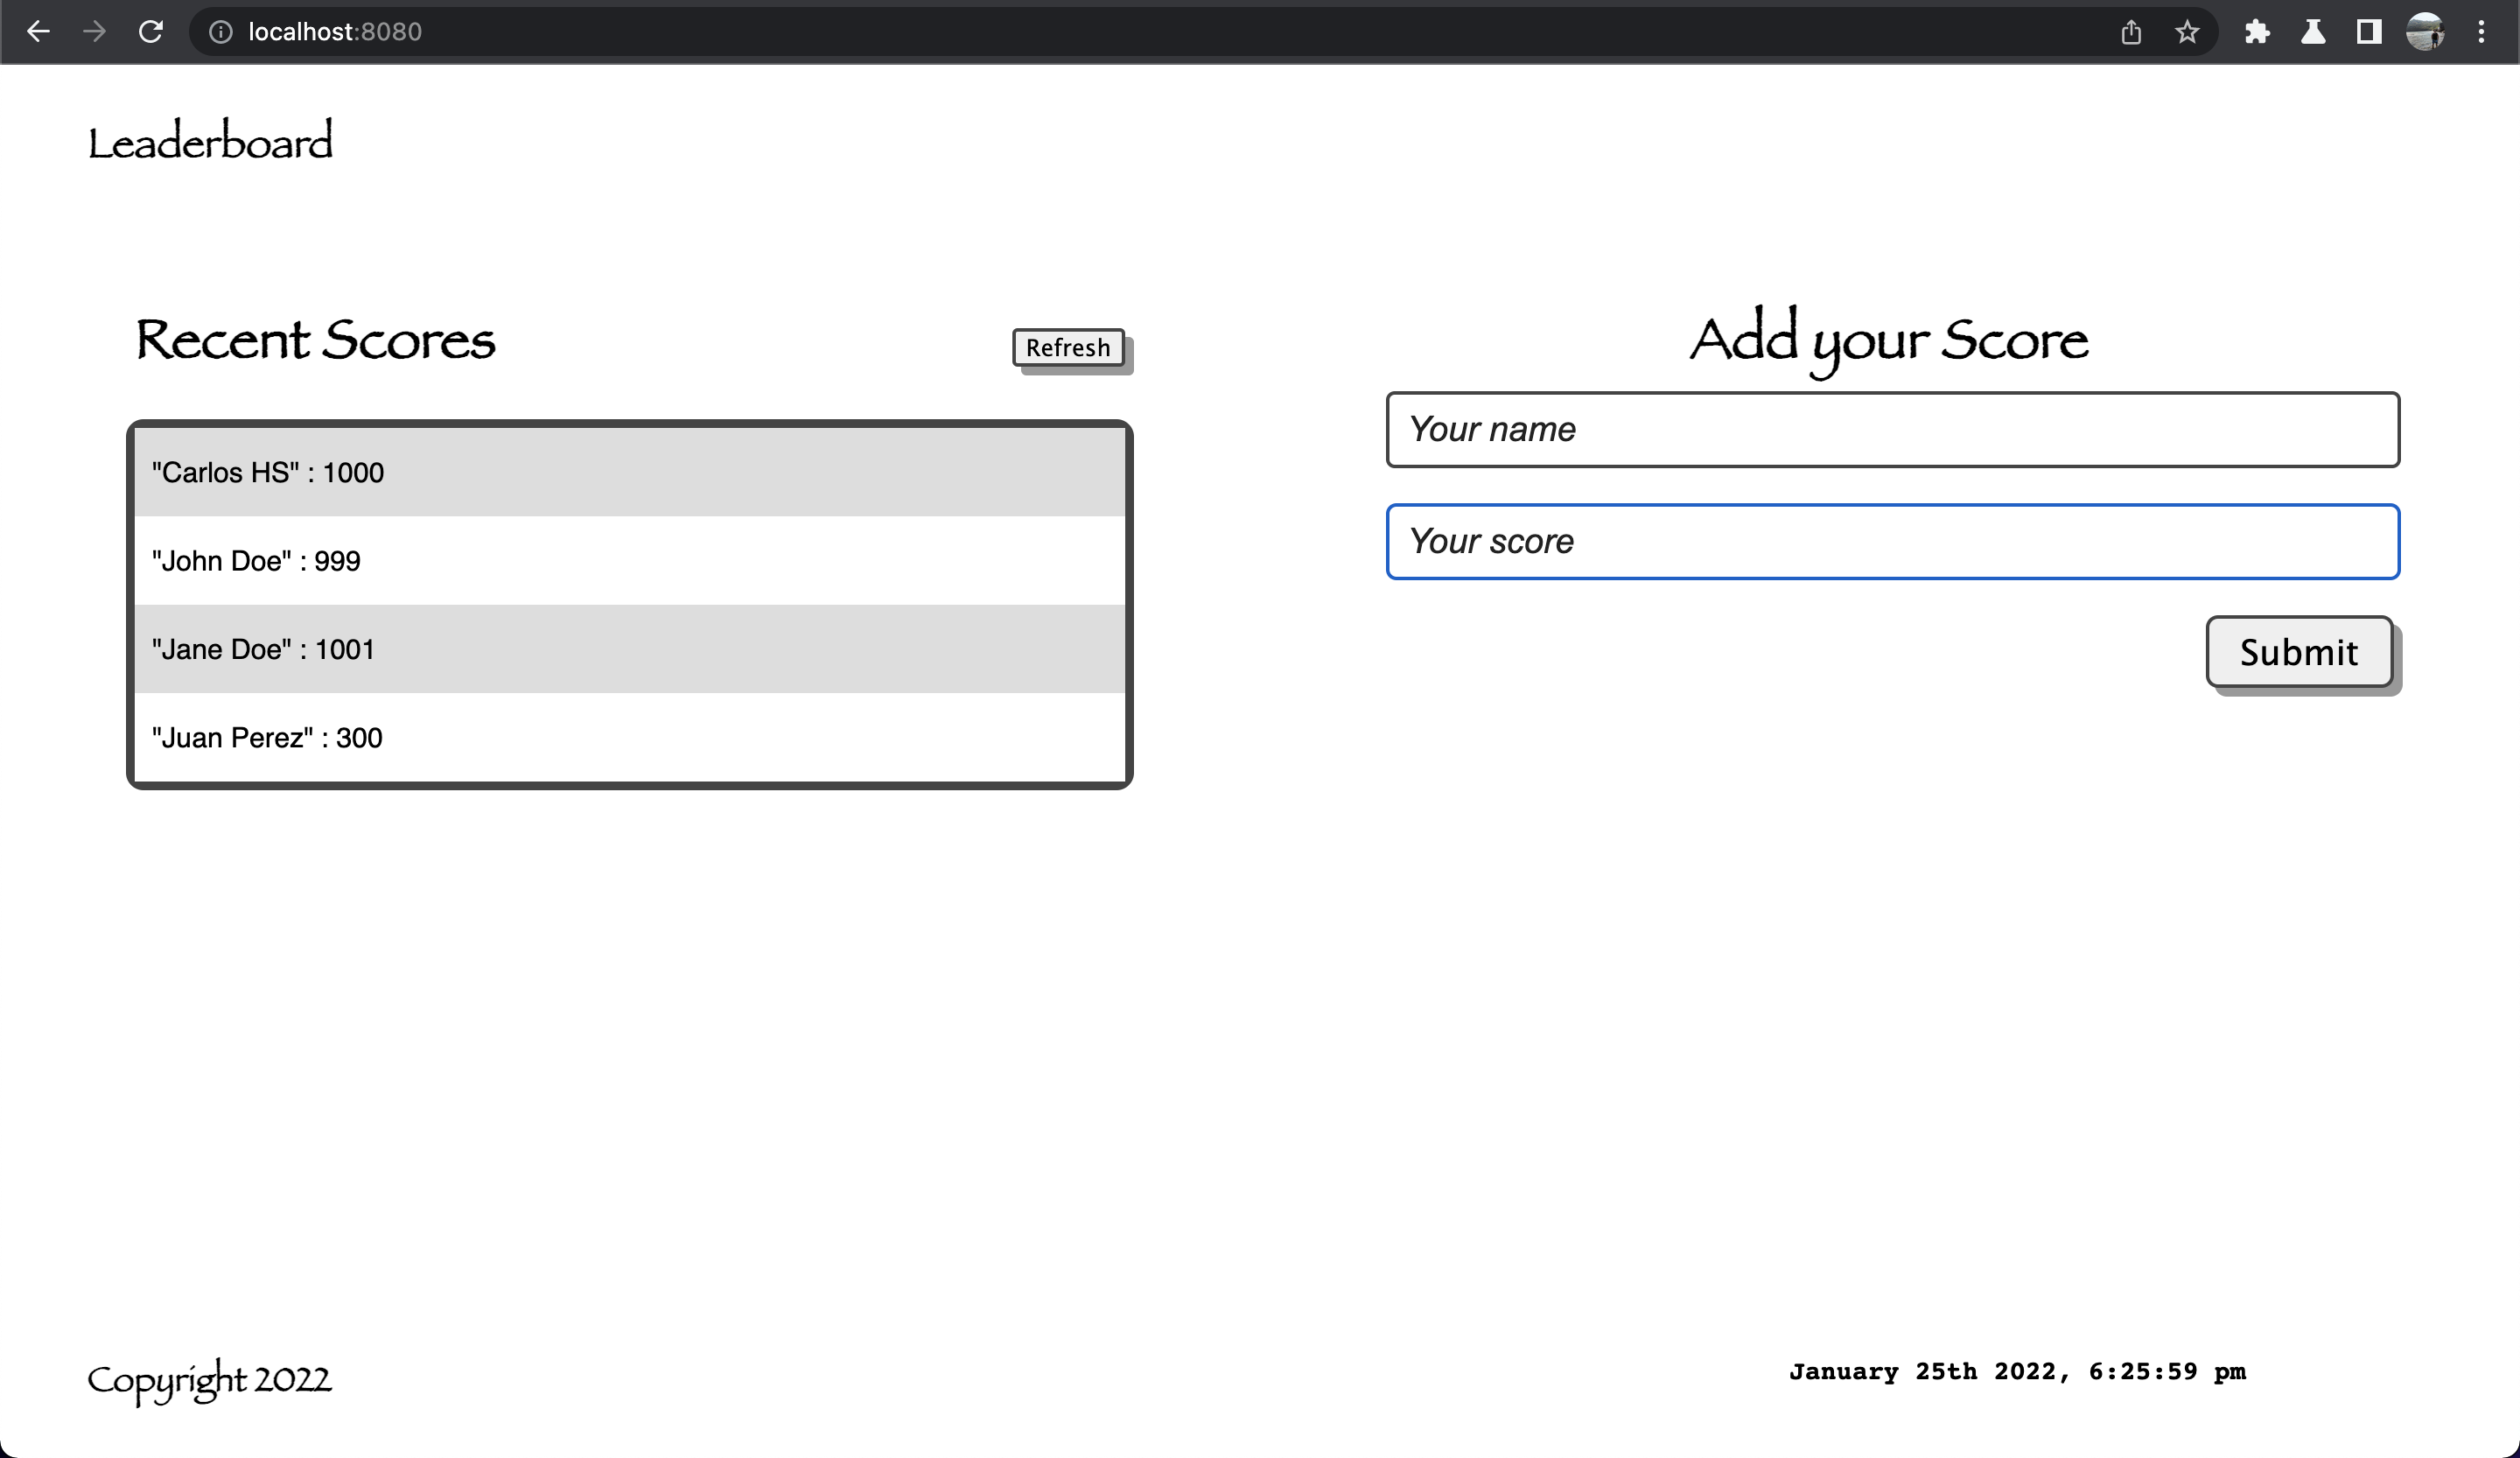 localhost:8080
Leaderboard
Recent Scores
Refresh
"Carlos HS" : 1000
"John Doe" : 999
"Jane Doe" : 1001
"Juan Perez" : 300
Add your Score
Your name
Your score
Submit
Copyright 2022
January 25th 2022, 6:25:59 pm